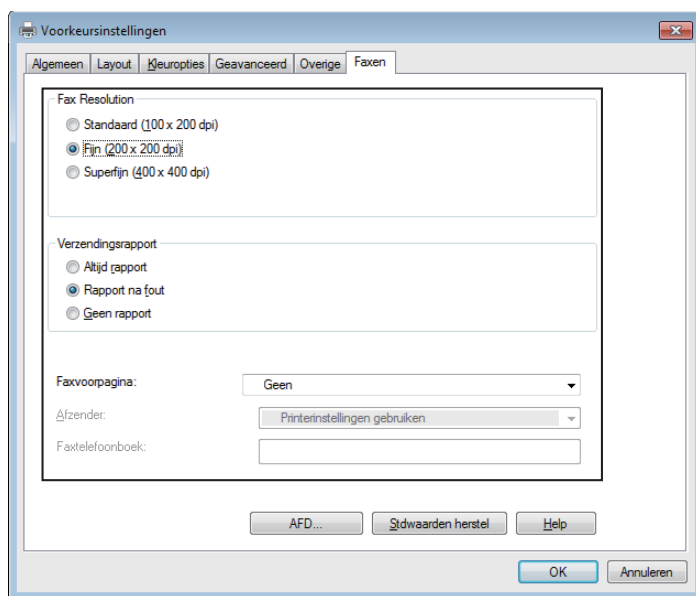 Voorkeursinstellingen
Algemeen Layout Kleuropties Geavanceerd Overige Faxen
Fax Resolution
Standaard (100 x 200 dpi)
Fijn (200 x 200 dpi)
Superfijn (400 x 400 dpi)
Verzendingsrapport
Altijd rapport
Rapport na fout
Geen rapport
Faxvoorpagina: Geen
Afzender: Printerinstellingen gebruiken
Faxtelefoonboek:
AFD... Stdwaarden herstel Help
OK Annuleren